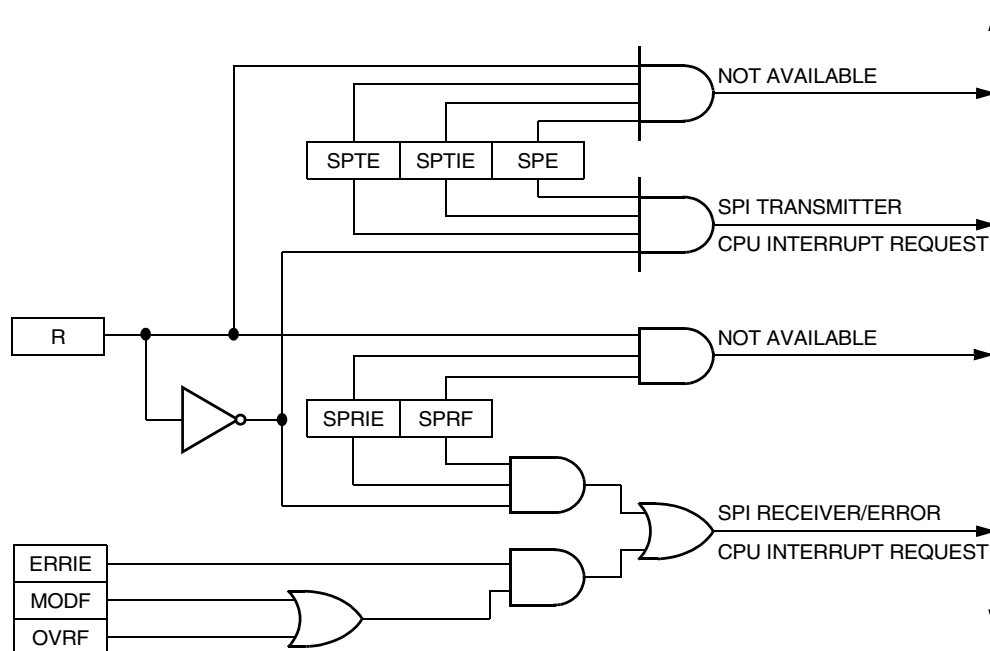 NOT AVAILABLE
SPTE SPTIE SPE
SPI TRANSMITTER
CPU INTERRUPT REQUEST
R
NOT AVAILABLE
SPRIE SPRF
SPI RECEIVER/ERROR
CPU INTERRUPT REQUEST
ERRIE
MODF
OVRF